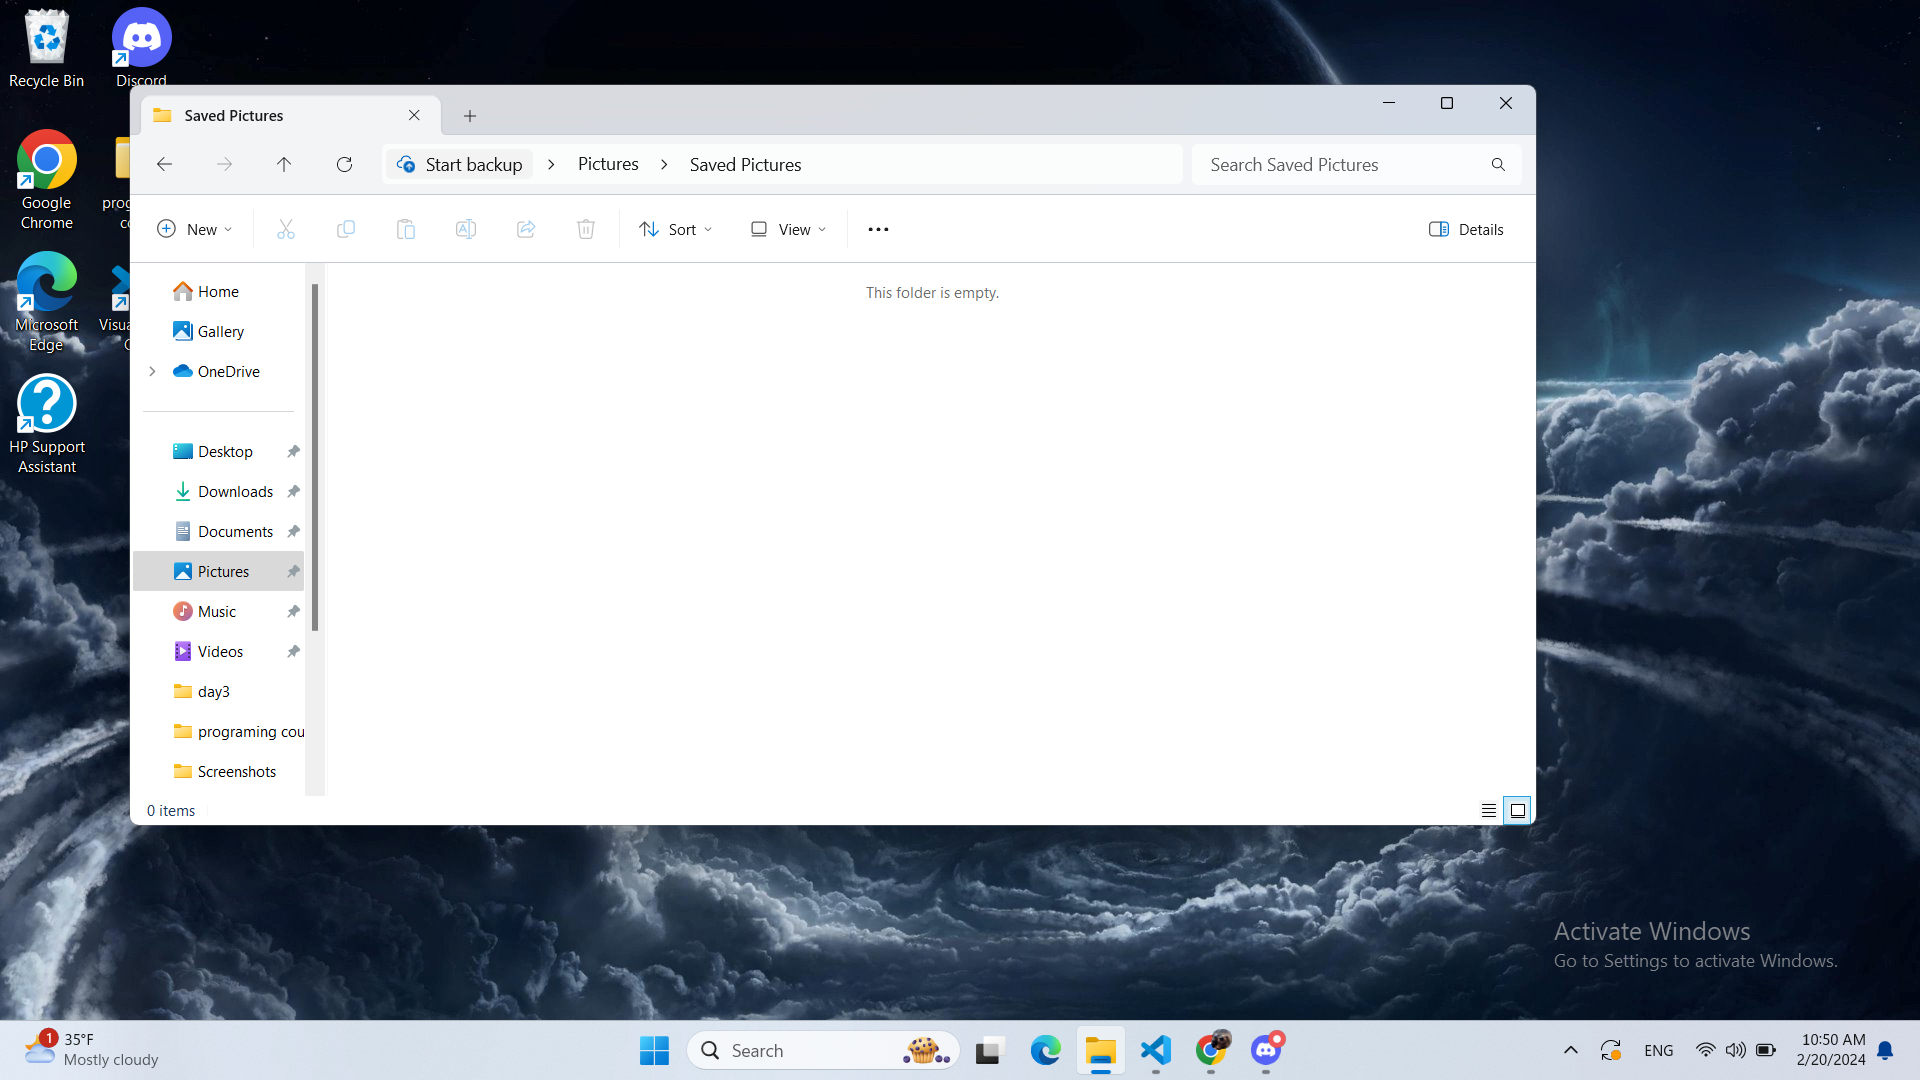 Recycle Bin
Discord
Google
Chrome
Microsoft
Edge
HP Support
Assistant
Saved Pictures
Start backup
Pictures
Saved Pictures
Search Saved Pictures
New
Sort
View
Details
Home
Gallery
OneDrive
Desktop
Downloads
Documents
Pictures
Music
Videos
day3
programing cou
Screenshots
This folder is empty.
0 items
Activate Windows
Go to Settings to activate Windows.
1
35°F
Mostly cloudy
Search
ENG
10:50 AM
2/20/2024